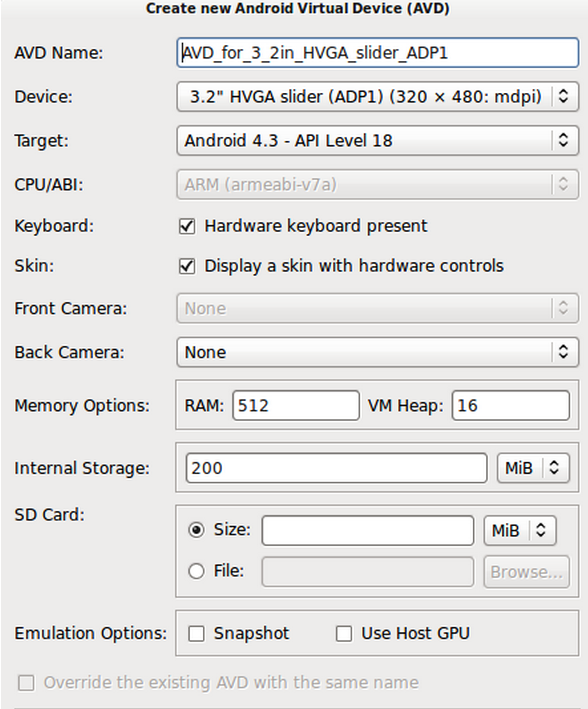 Create new Android Virtual Device (AVD)
AVD Name: AVD_for_3_2in_HVGA_slider_ADP1
Device: 3.2" HVGA slider (ADP1) (320 × 480: mdpi)
Target: Android 4.3 - API Level 18
CPU/ABI: ARM (armeabi-v7a)
Keyboard: Hardware keyboard present
Skin: Display a skin with hardware controls
Front Camera: None
Back Camera: None
Memory Options: RAM: 512 VM Heap: 16
Internal Storage: 200 MiB
SD Card:
Size: MiB
File: Browse...
Emulation Options: Snapshot Use Host GPU
Override the existing AVD with the same name